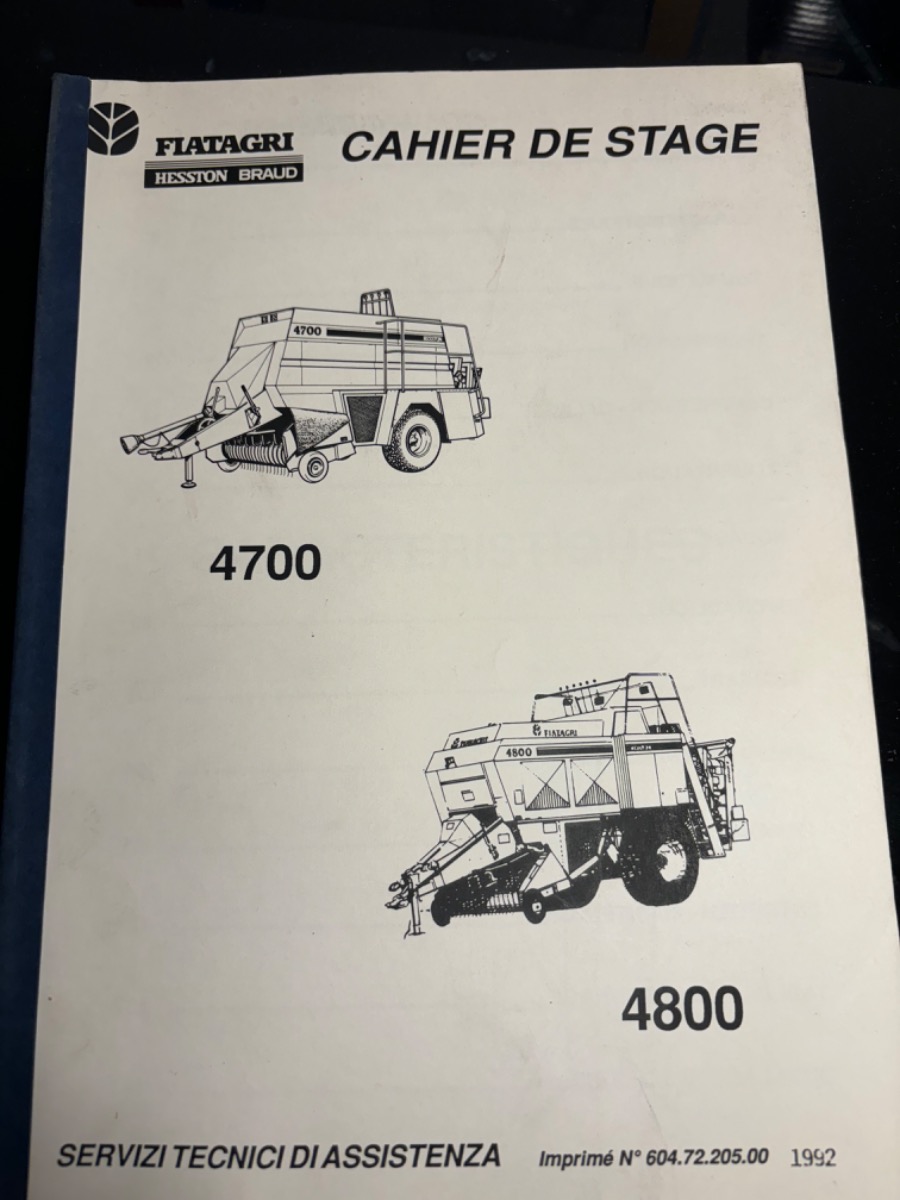 FIATAGRI
HESSTON BRAUD
CAHIER DE STAGE
4700
4700
FIATAGRI
4800
4800
SERVIZI TECNICI DI ASSISTENZA
Imprimé N° 604.72.205.00 1992